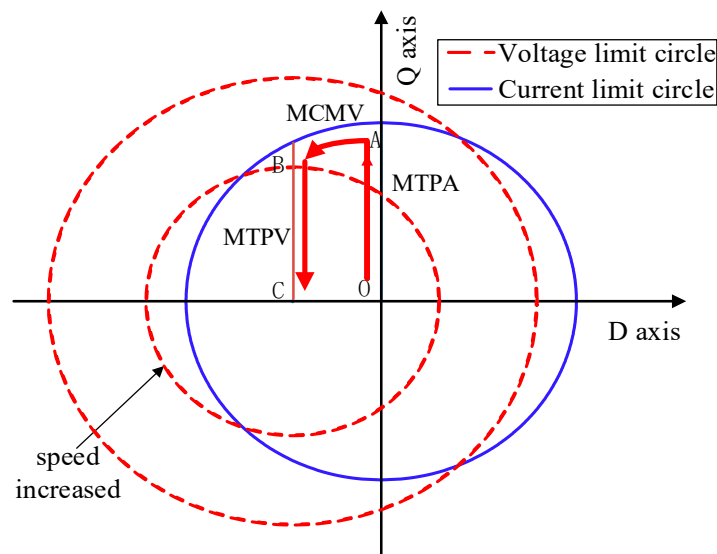 Q axis
Voltage limit circle
Current limit circle
MCMV
A
B
MTPA
MTPV
C
O
D axis
speed
increased